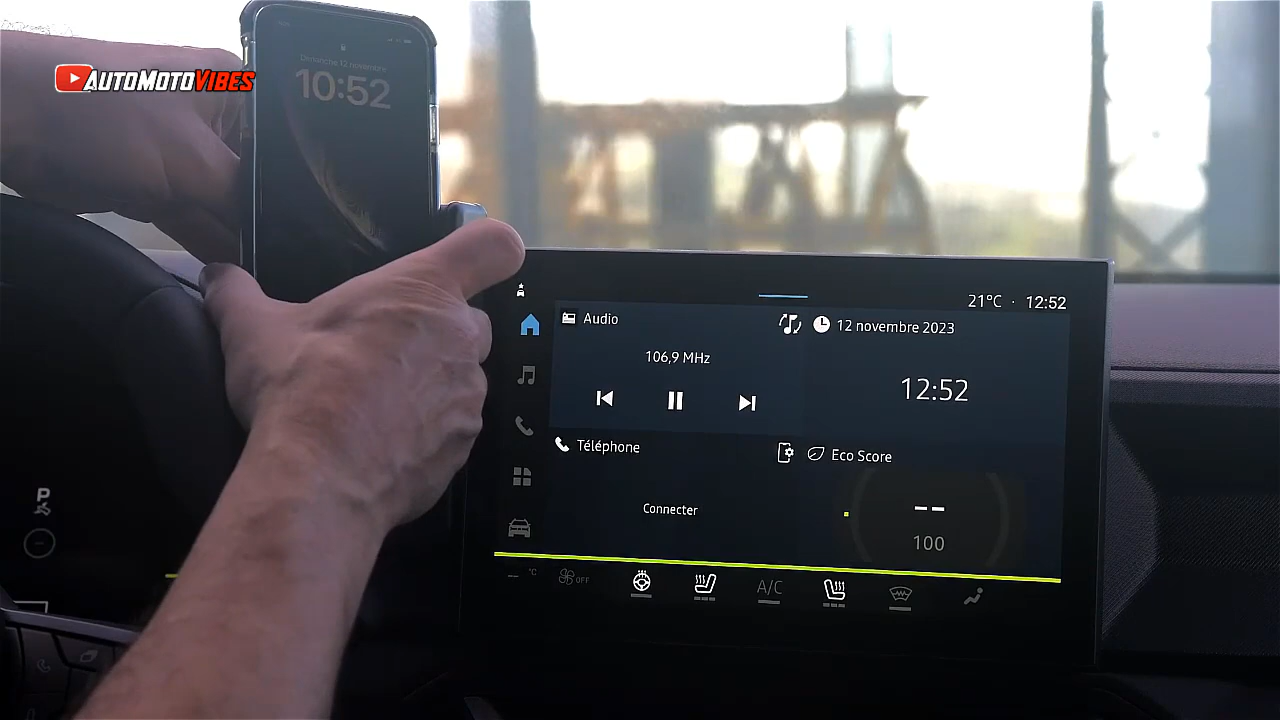 AUTOMOTOVIBES
Dimanche 12 novembre
10:52
21°C · 12:52
Audio
12 novembre 2023
106,9 MHz
12:52
Téléphone
Eco Score
Connecter
--
100
P
-- °C
OFF
A/C